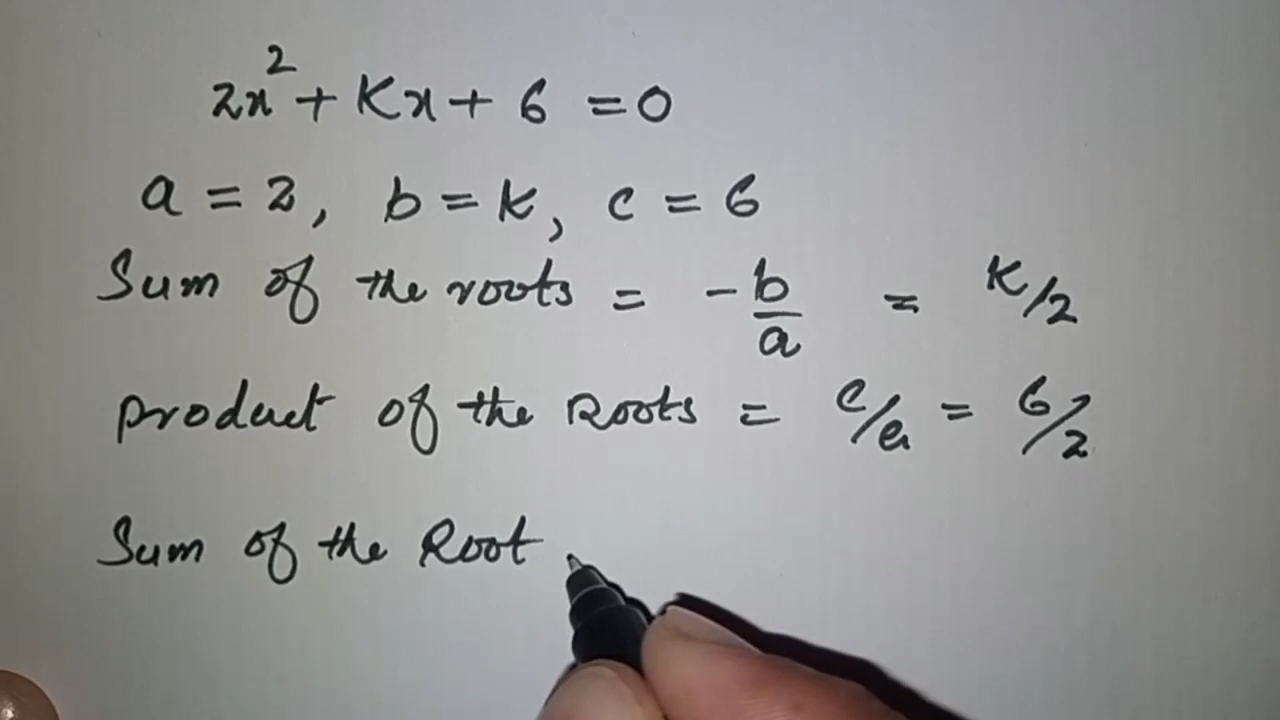 2x² + Kx + 6 = 0
a = 2, b = K, c = 6
Sum of the roots = -b/a = K/2
product of the Roots = c/a = 6/2
Sum of the Root